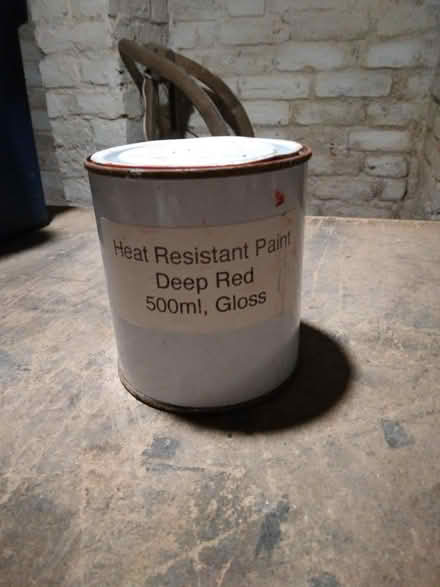 Heat Resistant Paint
Deep Red
500ml, Gloss